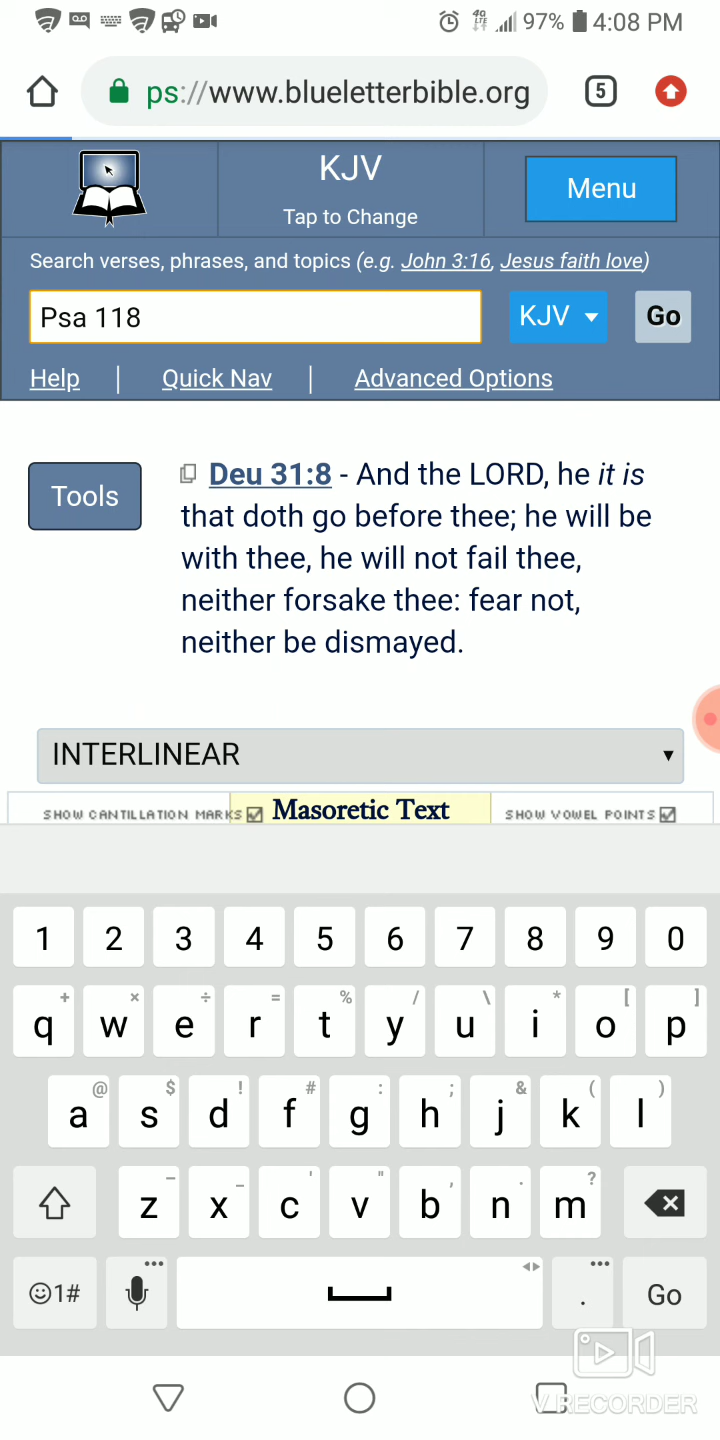 4G LTE 97% 4:08 PM
ps://www.blueletterbible.org 5
KJV
Tap to Change
Menu
Search verses, phrases, and topics (e.g. John 3:16, Jesus faith love)
Psa 118 KJV Go
Help | Quick Nav | Advanced Options
Tools
Deu 31:8 - And the LORD, he it is
that doth go before thee; he will be
with thee, he will not fail thee,
neither forsake thee: fear not,
neither be dismayed.
INTERLINEAR
SHOW CANTILLATION MARKS Masoretic Text SHOW VOWEL POINTS
1 2 3 4 5 6 7 8 9 0
+ × ÷ = % / \ * [ ]
q w e r t y u i o p
@ $ ! # : ; & ( )
a s d f g h j k l
- _ ' " , . ?
z x c v b n m
☺1# . Go
V RECORDER